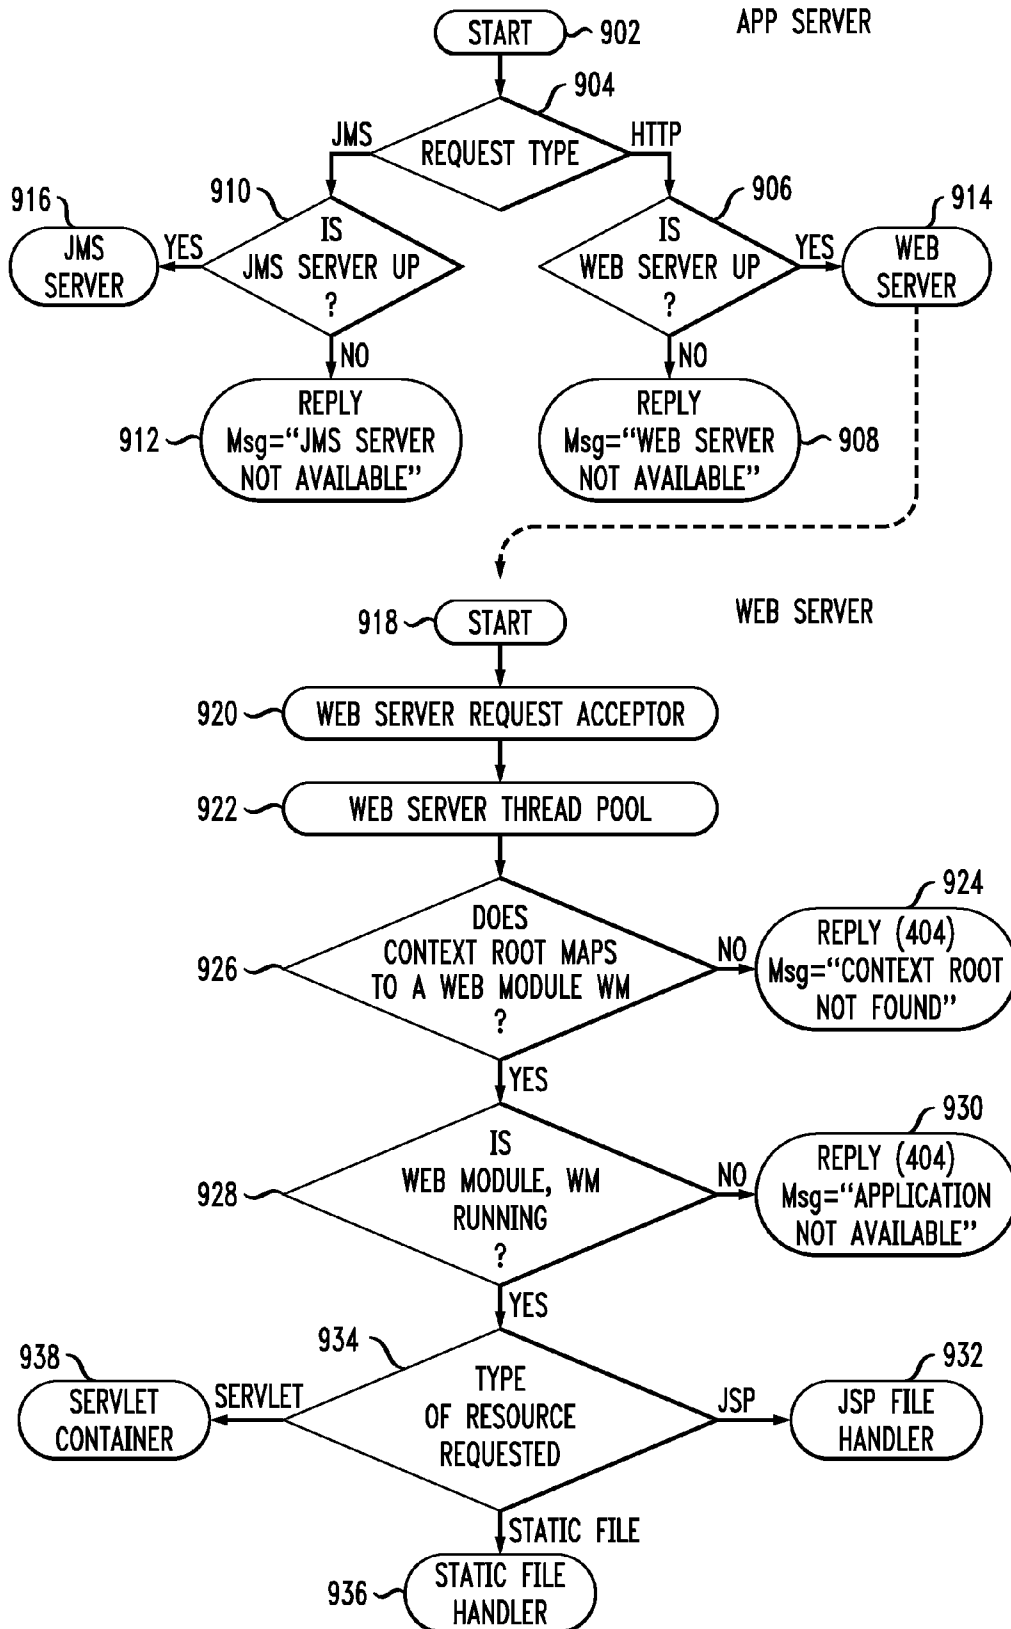 START
902
APP SERVER
904
JMS
HTTP
REQUEST TYPE
916
910
906
914
JMS
SERVER
YES
IS
JMS SERVER UP
?
IS
WEB SERVER UP
?
YES
WEB
SERVER
NO
NO
912
REPLY
Msg=“JMS SERVER
NOT AVAILABLE”
REPLY
Msg=“WEB SERVER
NOT AVAILABLE”
908
918
START
WEB SERVER
920
WEB SERVER REQUEST ACCEPTOR
922
WEB SERVER THREAD POOL
924
926
DOES
CONTEXT ROOT MAPS
TO A WEB MODULE WM
?
NO
REPLY (404)
Msg=“CONTEXT ROOT
NOT FOUND”
YES
930
928
IS
WEB MODULE, WM
RUNNING
?
NO
REPLY (404)
Msg=“APPLICATION
NOT AVAILABLE”
YES
938
934
932
SERVLET
CONTAINER
SERVLET
TYPE
OF RESOURCE
REQUESTED
JSP
JSP FILE
HANDLER
STATIC FILE
936
STATIC FILE
HANDLER